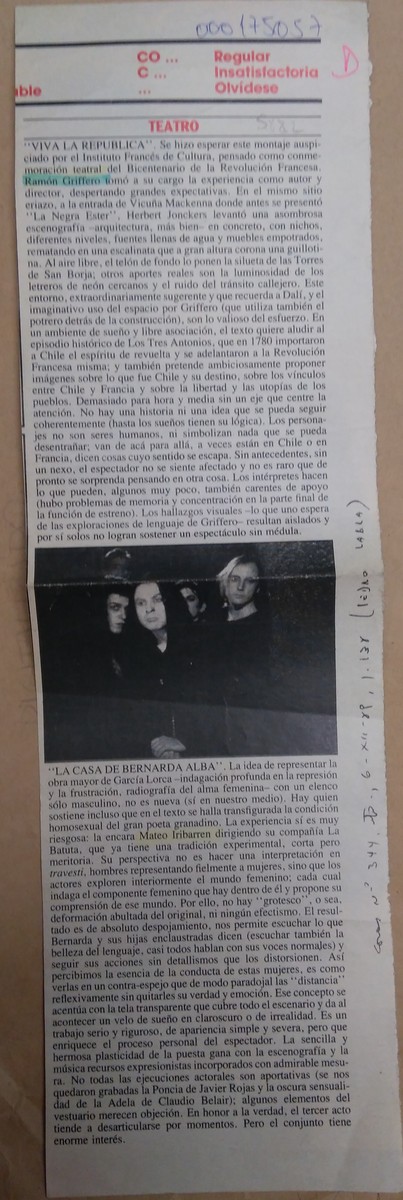 000175057
CO ... Regular
C ... Insatisfactoria
able ... Olvídese
TEATRO
"VIVA LA REPUBLICA". Se hizo esperar este montaje auspi-
ciado por el Instituto Francés de Cultura, pensado como conme-
moración teatral del Bicentenario de la Revolución Francesa.
Ramón Griffero tomó a su cargo la experiencia como autor y
director, despertando grandes expectativas. En el mismo sitio
eriazo, a la entrada de Vicuña Mackenna donde antes se presentó
"La Negra Ester", Herbert Jonckers levantó una asombrosa
escenografía –arquitectura, más bien– en concreto, con nichos,
diferentes niveles, fuentes llenas de agua y muebles empotrados,
rematando en una escalinata que a gran altura corona una guilloti-
na. Al aire libre, el telón de fondo lo ponen la silueta de las Torres
de San Borja; otros aportes reales son la luminosidad de los
letreros de neón cercanos y el ruido del tránsito callejero. Este
entorno, extraordinariamente sugerente y que recuerda a Dalí, y el
imaginativo uso del espacio por Griffero (que utiliza también el
potrero detrás de la construcción), son lo valioso del esfuerzo. En
un ambiente de sueño y libre asociación, el texto quiere aludir al
episodio histórico de Los Tres Antonios, que en 1780 importaron
a Chile el espíritu de revuelta y se adelantaron a la Revolución
Francesa misma; y también pretende ambiciosamente proponer
imágenes sobre lo que fue Chile y su destino, sobre los vínculos
entre Chile y Francia y sobre la libertad y las utopías de los
pueblos. Demasiado para hora y media sin un eje que centre la
atención. No hay una historia ni una idea que se pueda seguir
coherentemente (hasta los sueños tienen su lógica). Los persona-
jes no son seres humanos, ni simbolizan nada que se pueda
desentrañar; van de acá para allá, a veces están en Chile o en
Francia, dicen cosas cuyo sentido se escapa. Sin antecedentes, sin
un nexo, el espectador no se siente afectado y no es raro que de
pronto se sorprenda pensando en otra cosa. Los intérpretes hacen
lo que pueden, algunos muy poco, también carentes de apoyo
(hubo problemas de memoria y concentración en la parte final de
la función de estreno). Los hallazgos visuales –lo que uno espera
de las exploraciones de lenguaje de Griffero– resultan aislados y
por sí solos no logran sostener un espectáculo sin médula.
"LA CASA DE BERNARDA ALBA". La idea de representar la
obra mayor de García Lorca –indagación profunda en la represión
y la frustración, radiografía del alma femenina– con un elenco
sólo masculino, no es nueva (sí en nuestro medio). Hay quien
sostiene incluso que en el texto se halla transfigurada la condición
homosexual del gran poeta granadino. La experiencia sí es muy
riesgosa: la encara Mateo Iribarren dirigiendo su compañía La
Batuta, que ya tiene una tradición experimental, corta pero
meritoria. Su perspectiva no es hacer una interpretación en
travesti, hombres representando fielmente a mujeres, sino que los
actores exploren interiormente el mundo femenino; cada cual
indaga el componente femenino que hay dentro de él y propone su
comprensión de ese mundo. Por ello, no hay "grotesco", o sea,
deformación abultada del original, ni ningún efectismo. El resul-
tado es de absoluto despojamiento, nos permite escuchar lo que
Bernarda y sus hijas enclaustradas dicen (escuchar también la
belleza del lenguaje, casi todos hablan con sus voces normales) y
seguir sus acciones sin detallismos que los distorsionen. Así
percibimos la esencia de la conducta de estas mujeres, es como
verlas en un contra-espejo que de modo paradojal las "distancia"
reflexivamente sin quitarles su verdad y emoción. Ese concepto se
acentúa con la tela transparente que cubre todo el escenario y da al
acontecer un velo de sueño en claroscuro o de irrealidad. Es un
trabajo serio y riguroso, de apariencia simple y severa, pero que
enriquece el proceso personal del espectador. La sencilla y
hermosa plasticidad de la puesta gana con la escenografía y la
música recursos expresionistas incorporados con admirable mesu-
ra. No todas las ejecuciones actorales son aportativas (se nos
quedaron grabadas la Poncia de Javier Rojas y la oscura sensuali-
dad de la Adela de Claudio Belair); algunos elementos del
vestuario merecen objeción. En honor a la verdad, el tercer acto
tiende a desarticularse por momentos. Pero el conjunto tiene
enorme interés.